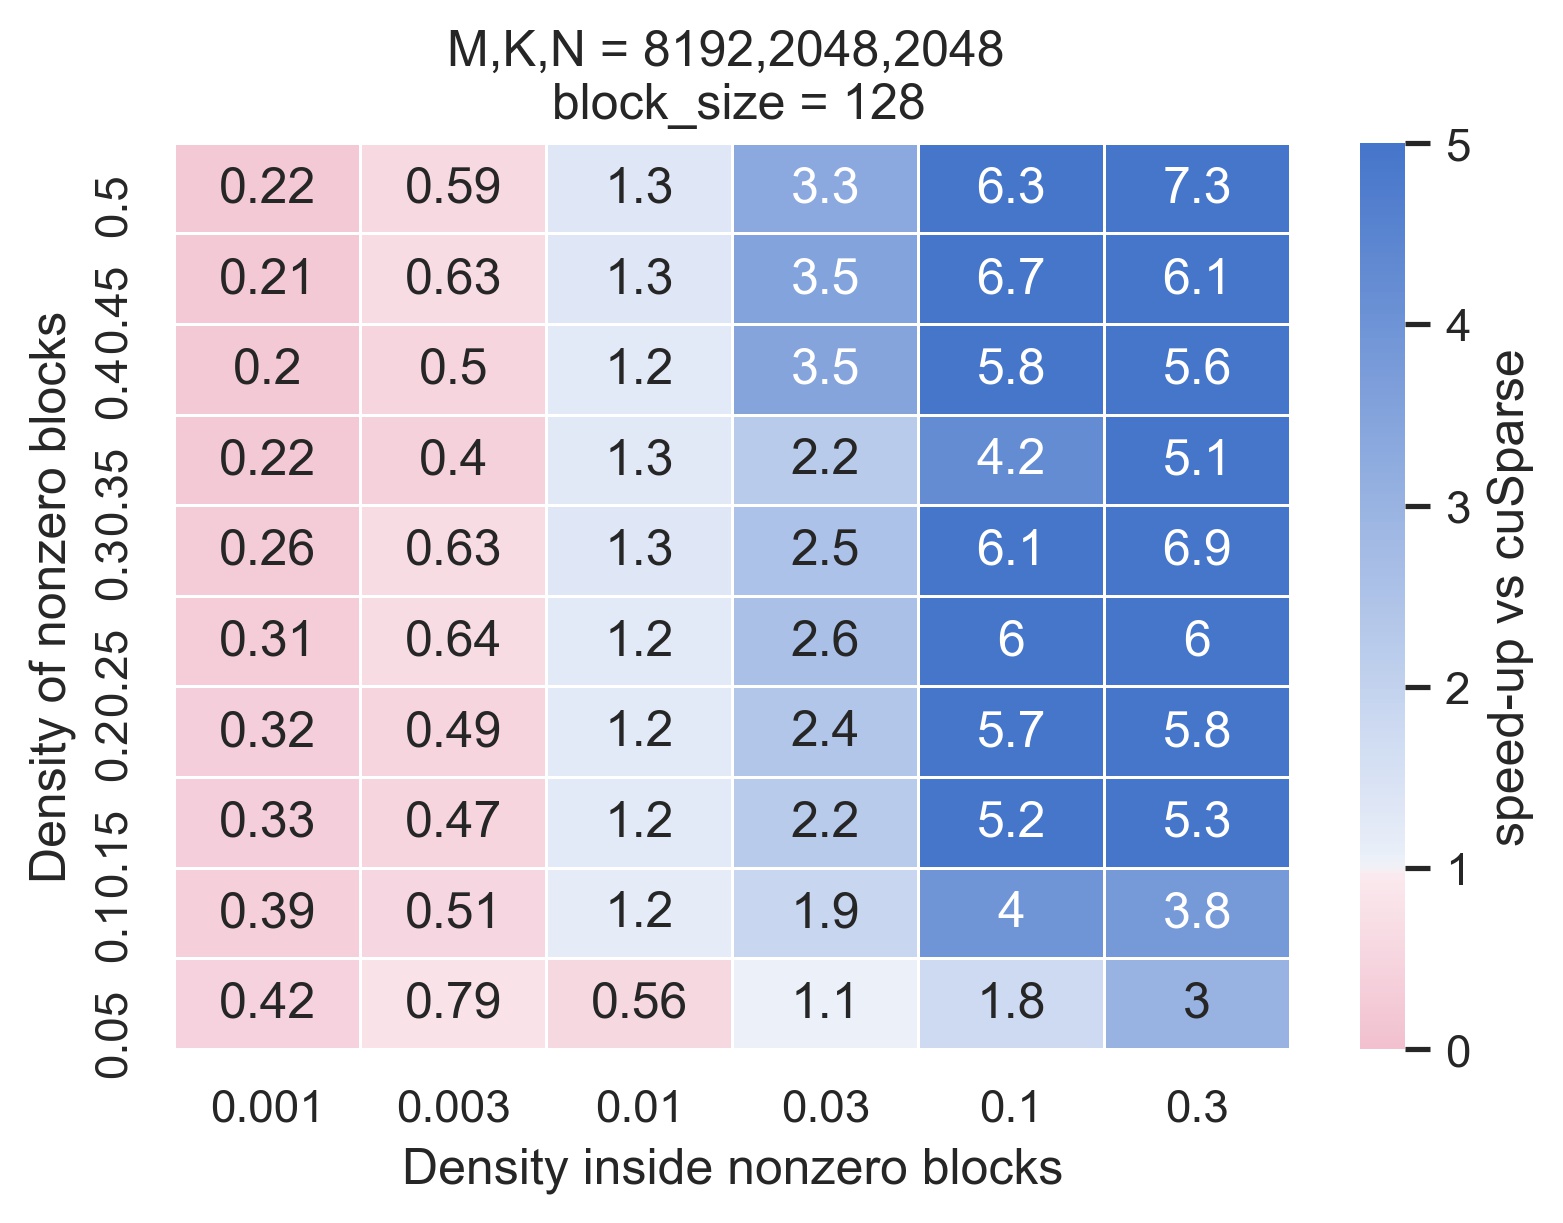 M,K,N = 8192,2048,2048
block_size = 128
Density of nonzero blocks
0.5 0.22 0.59 1.3 3.3 6.3 7.3
0.45 0.21 0.63 1.3 3.5 6.7 6.1
0.4 0.2 0.5 1.2 3.5 5.8 5.6
0.35 0.22 0.4 1.3 2.2 4.2 5.1
0.3 0.26 0.63 1.3 2.5 6.1 6.9
0.25 0.31 0.64 1.2 2.6 6 6
0.2 0.32 0.49 1.2 2.4 5.7 5.8
0.15 0.33 0.47 1.2 2.2 5.2 5.3
0.1 0.39 0.51 1.2 1.9 4 3.8
0.05 0.42 0.79 0.56 1.1 1.8 3
0.001 0.003 0.01 0.03 0.1 0.3
Density inside nonzero blocks
5
4
3
2
1
0
speed-up vs cuSparse